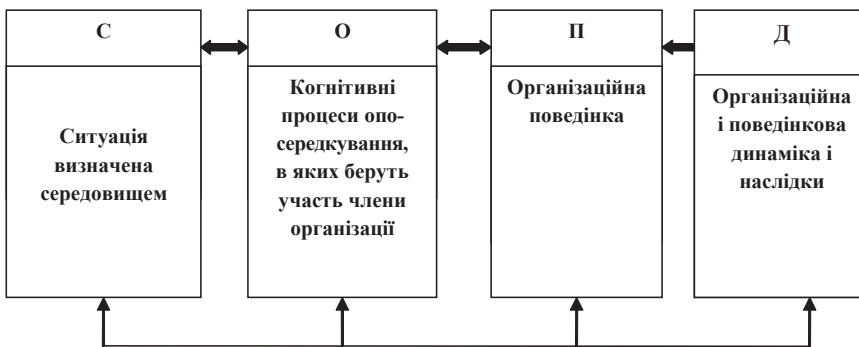 С
О
П
Д
Ситуація
визначена
середовищем
Когнітивні
процеси опо-
середкування,
в яких беруть
участь члени
організації
Організаційна
поведінка
Організаційна
і поведінкова
динаміка і
наслідки